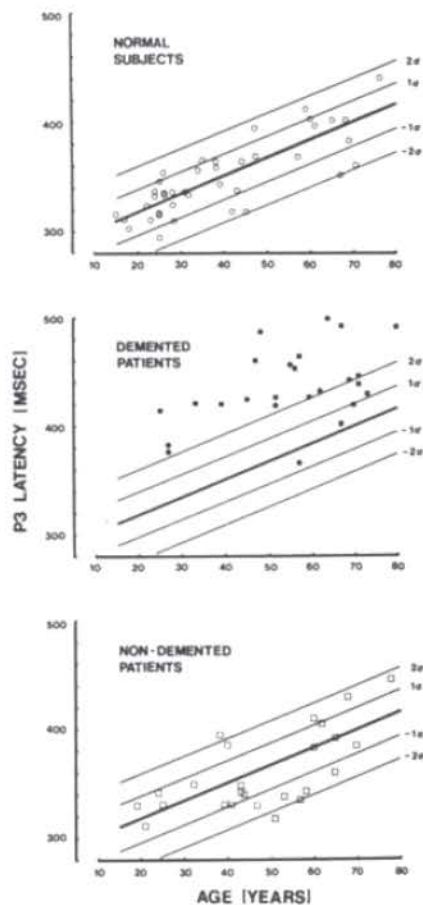 500
NORMAL
SUBJECTS
2σ
1σ
400
-1σ
-2σ
300
10 20 30 40 50 60 70 80
500
DEMENTED
PATIENTS
2σ
1σ
400
-1σ
-2σ
300
10 20 30 40 50 60 70 80
P3 LATENCY [MSEC]
500
NON-DEMENTED
PATIENTS
2σ
1σ
400
-1σ
-2σ
300
10 20 30 40 50 60 70 80
AGE [YEARS]